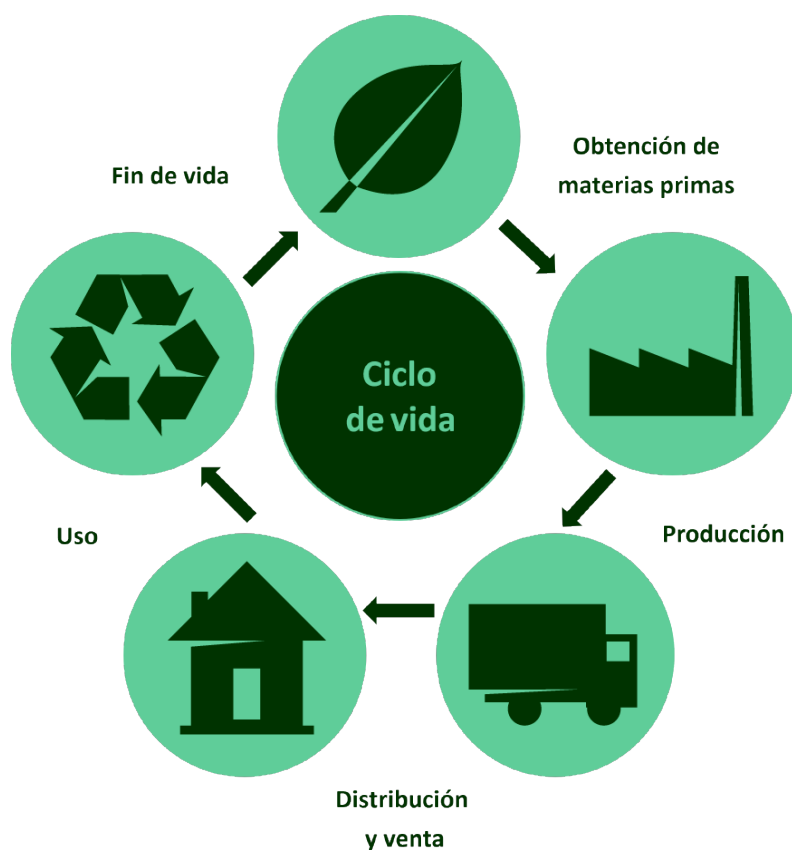 Obtención de
materias primas
Fin de vida
Ciclo
de vida
Uso
Producción
Distribución
y venta